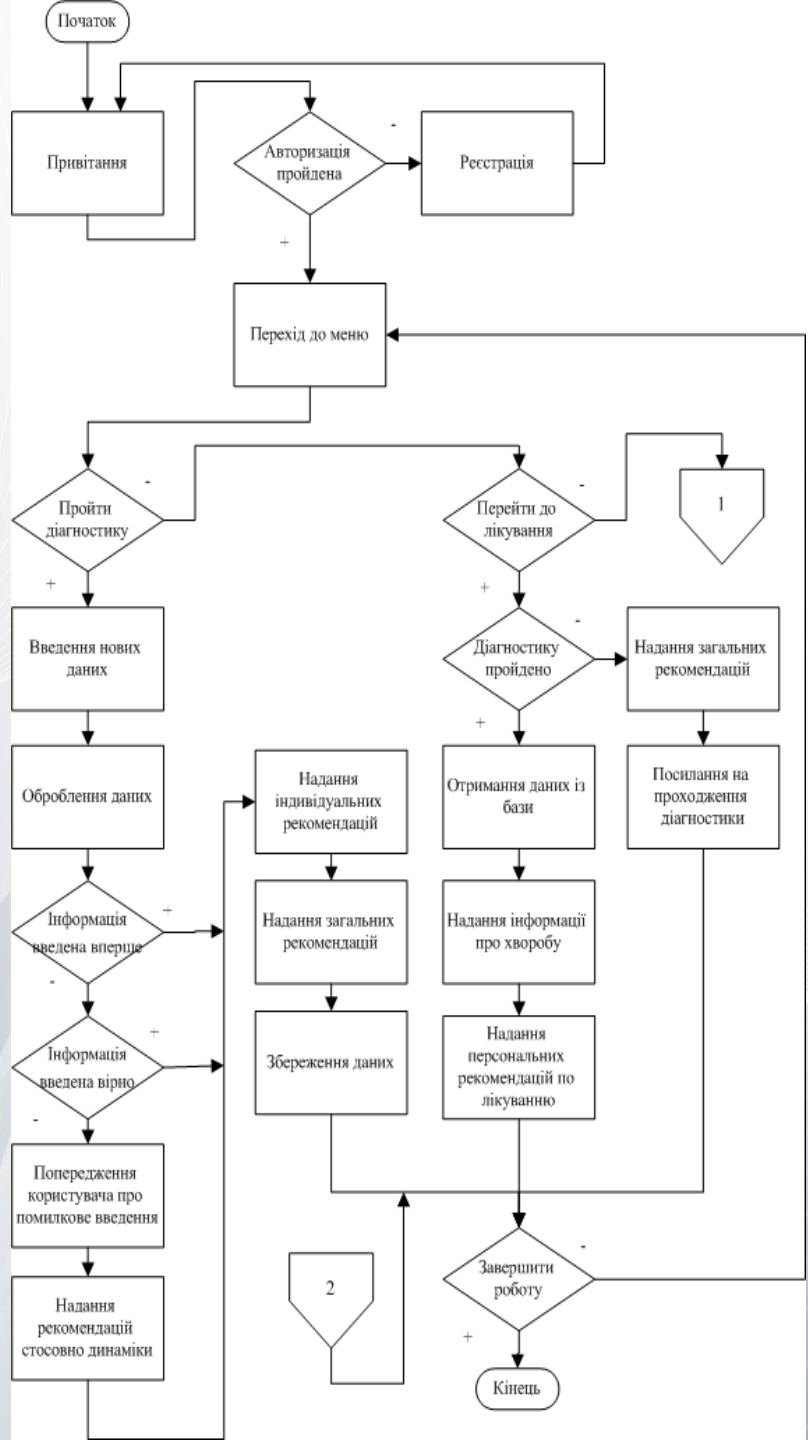 Початок
Привітання
Авторизація
пройдена
-
Реєстрація
+
Перехід до меню
Пройти
діагностику
-
+
Перейти до
лікування
-
+
1
Введення нових
даних
Діагностику
пройдено
-
+
Надання загальних
рекомендацій
Оброблення даних
Надання
індивідуальних
рекомендацій
Отримання даних із
бази
Посилання на
проходження
діагностики
Інформація
введена вперше
+
-
Надання загальних
рекомендацій
Надання інформації
про хворобу
Інформація
введена вірно
+
-
Збереження даних
Надання
персональних
рекомендацій по
лікуванню
Попередження
користувача про
помилкове введення
2
Завершити
роботу
-
+
Надання
рекомендацій
стосовно динаміки
Кінець